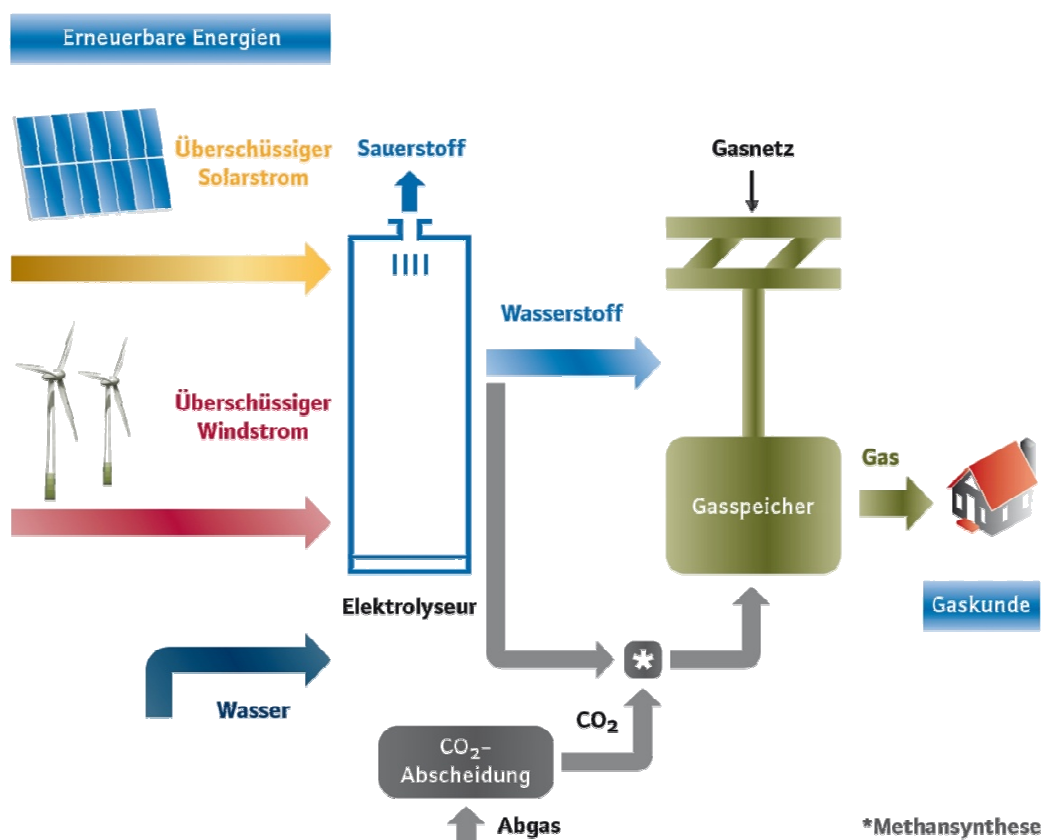 Erneuerbare Energien
Überschüssiger
Solarstrom
Sauerstoff
Gasnetz
Wasserstoff
Überschüssiger
Windstrom
Gas
Gasspeicher
Elektrolyseur
Gaskunde
*
Wasser
CO₂
CO₂-
Abscheidung
Abgas
*Methansynthese